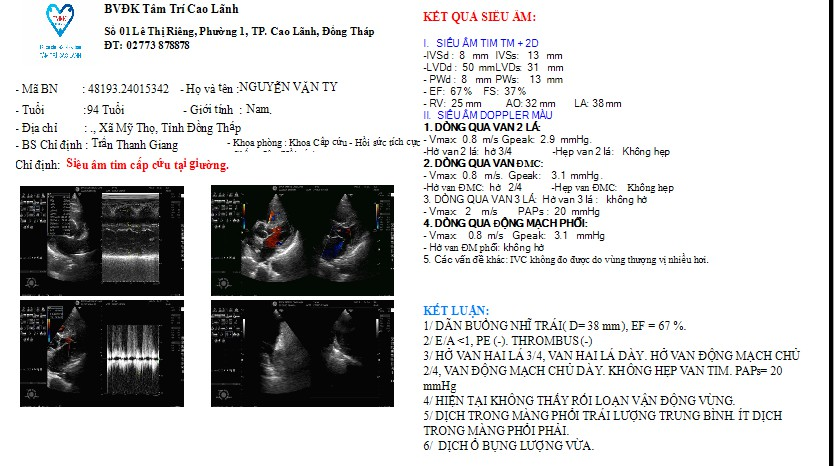 BVĐK Tâm Trí Cao Lãnh
Số 01 Lê Thị Riêng, Phường 1, TP. Cao Lãnh, Đồng Tháp
ĐT: 02773 878878
- Mã BN : 48193.24015342 - Họ và tên :NGUYỄN VĂN TY
- Tuổi :94 Tuổi - Giới tính : Nam.
- Địa chỉ : ., Xã Mỹ Thọ, Tỉnh Đồng Tháp
- BS Chỉ định : Trần Thanh Giang - Khoa phòng : Khoa Cấp cứu - Hồi sức tích cực
Chỉ định: Siêu âm tim cấp cứu tại giường.
KẾT QUẢ SIÊU ÂM:
I. SIÊU ÂM TIM TM + 2D
-IVSd : 8 mm IVSs: 13 mm
-LVDd : 50 mmLVDs: 31 mm
- PWd : 8 mm PWs: 13 mm
- EF: 67 % FS: 37 %
- RV: 25 mm AO: 32 mm LA: 38 mm
II. SIÊU ÂM DOPPLER MÀU
1. DÒNG QUA VAN 2 LÁ:
- Vmax: 0.8 m/s Gpeak: 2.9 mmHg.
-Hở van 2 lá: hở 3/4 -Hẹp van 2 lá: Không hẹp
2. DÒNG QUA VAN ĐMC:
- Vmax: 0.8 m/s. Gpeak: 3.1 mmHg.
-Hở van ĐMC: hở 2/4 -Hẹp van ĐMC: Không hẹp
3. DÒNG QUA VAN 3 LÁ: Hở van 3 lá : không hở
- Vmax: 2 m/s PAPs : 20 mmHg
4. DÒNG QUA ĐỘNG MẠCH PHỔI:
- Vmax: 0.8 m/s Gpeak: 3.1 mmHg
- Hở van ĐM phổi: không hở
5. Các vấn đề khác: IVC không đo được do vùng thượng vị nhiều hơi.
KẾT LUẬN:
1/ DÃN BUỒNG NHĨ TRÁI( D= 38 mm ), EF = 67 %.
2/ E/A <1, PE (-). THROMBUS (-)
3/ HỞ VAN HAI LÁ 3/4, VAN HAI LÁ DÀY. HỞ VAN ĐỘNG MẠCH CHỦ
2/4, VAN ĐỘNG MẠCH CHỦ DÀY. KHÔNG HẸP VAN TIM. PAPs= 20
mmHg
4/ HIỆN TẠI KHÔNG THẤY RỐI LOẠN VẬN ĐỘNG VÙNG.
5/ DỊCH TRONG MÀNG PHỔI TRÁI LƯỢNG TRUNG BÌNH. ÍT DỊCH
TRONG MÀNG PHỔI PHẢI.
6/ DỊCH Ổ BỤNG LƯỢNG VỪA.